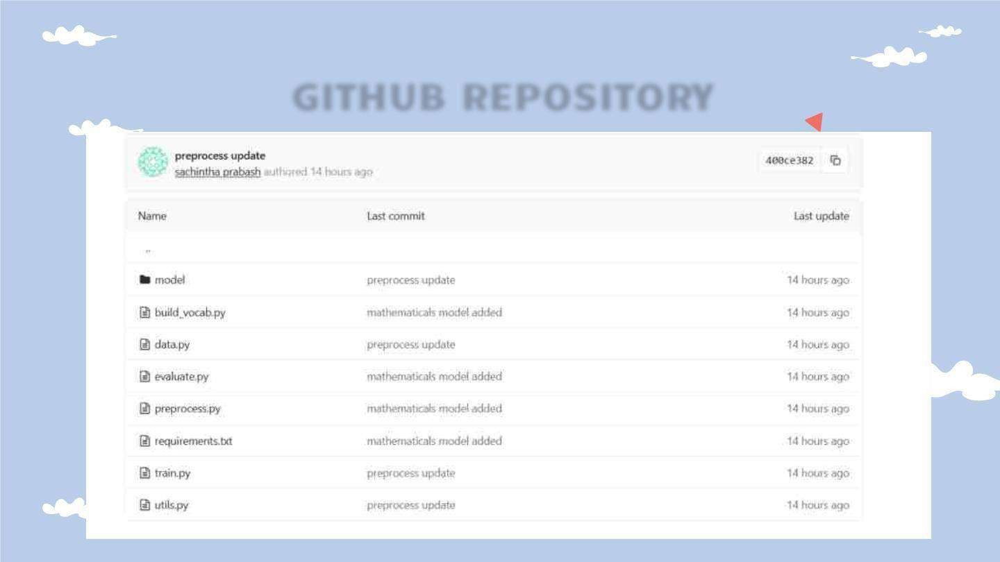 GITHUB REPOSITORY
preprocess update
sachintha prabash authored 14 hours ago
400ce382
Name Last commit Last update
..
model preprocess update 14 hours ago
build_vocab.py mathematicals model added 14 hours ago
data.py preprocess update 14 hours ago
evaluate.py mathematicals model added 14 hours ago
preprocess.py mathematicals model added 14 hours ago
requirements.txt mathematicals model added 14 hours ago
train.py preprocess update 14 hours ago
utils.py preprocess update 14 hours ago